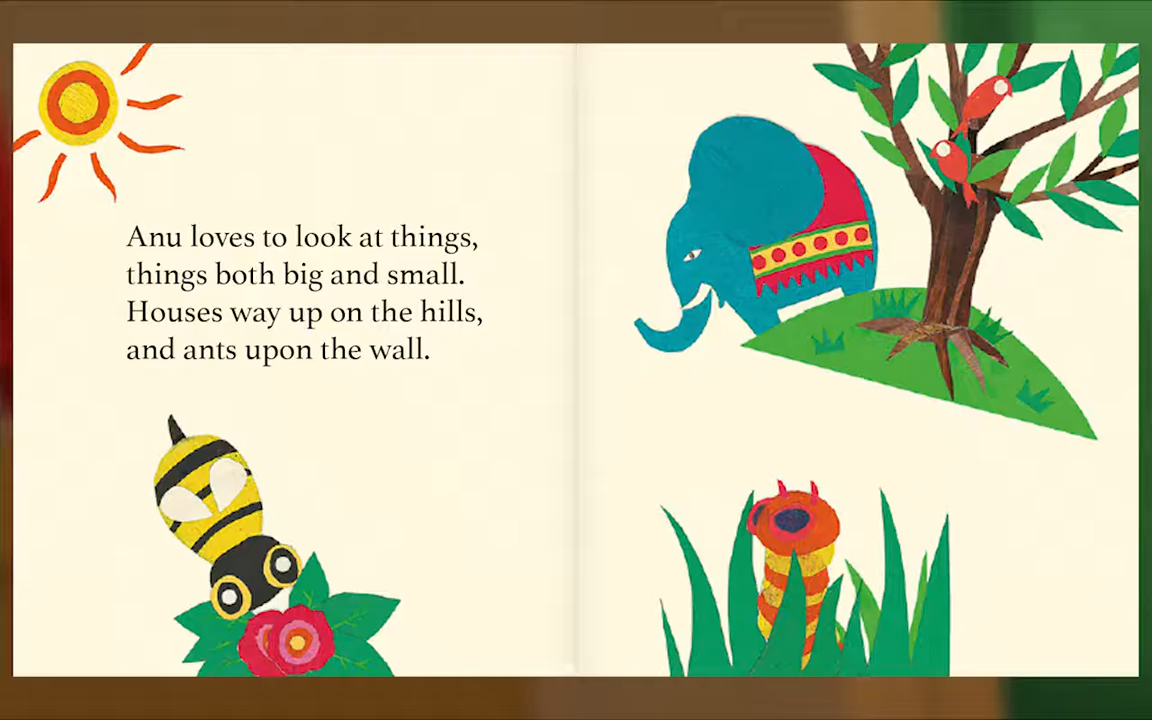 Anu loves to look at things,
things both big and small.
Houses way up on the hills,
and ants upon the wall.